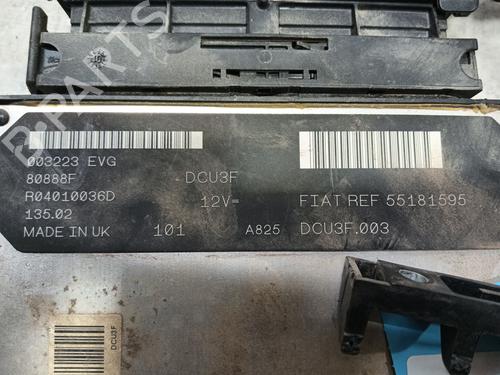 003223 EVG
80888F
R04010036D
135.02
MADE IN UK
101
DCU3F
12V=
A825
FIAT REF 55181595
DCU3F.003
DCU3F
B-PARTS